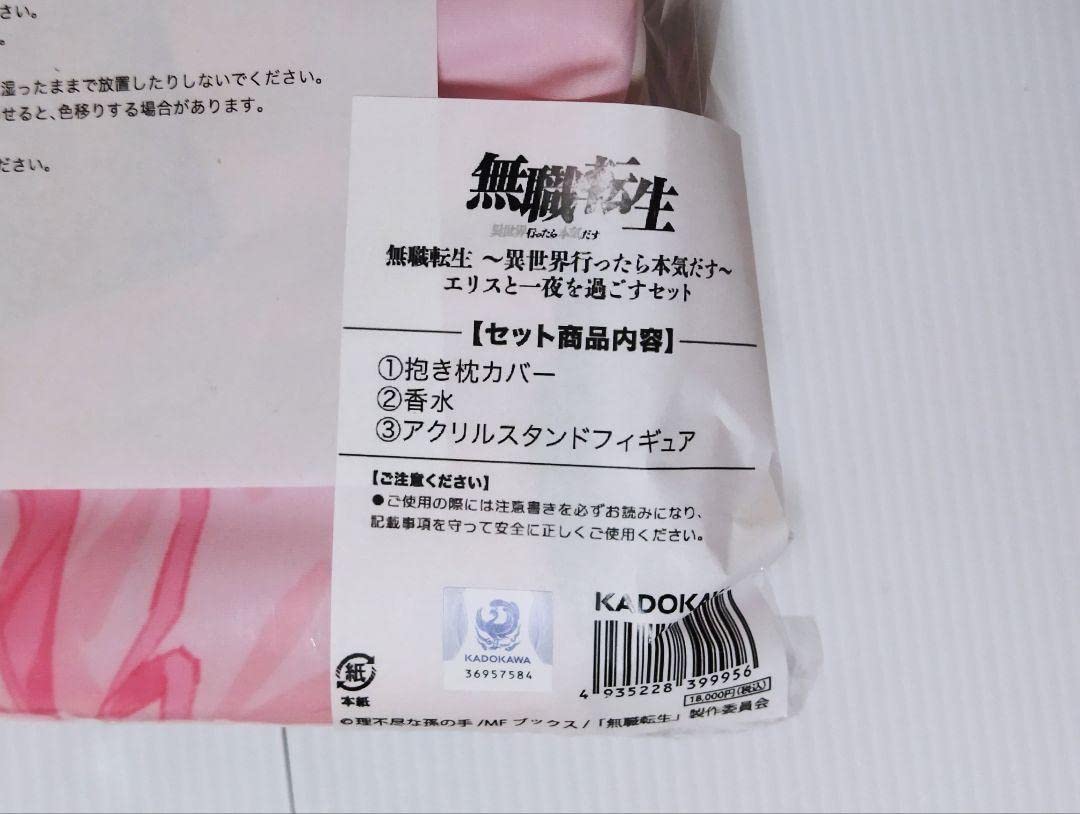 さい。
。
湿ったままで放置したりしないでください。
せると、色移りする場合があります。
ださい。
無職転生
異世界行ったら本気だす
無職転生 ～異世界行ったら本気だす～
エリスと一夜を過ごすセット
【セット商品内容】
①抱き枕カバー
②香水
③アクリルスタンドフィギュア
【ご注意ください】
●ご使用の際には注意書きを必ずお読みになり、
記載事項を守って安全に正しくご使用ください。
KADOKAWA
36957584
紙
本紙
KADOKAW
4 935228 399956
18,000円(税込)
©理不尽な孫の手/MFブックス/「無職転生」製作委員会